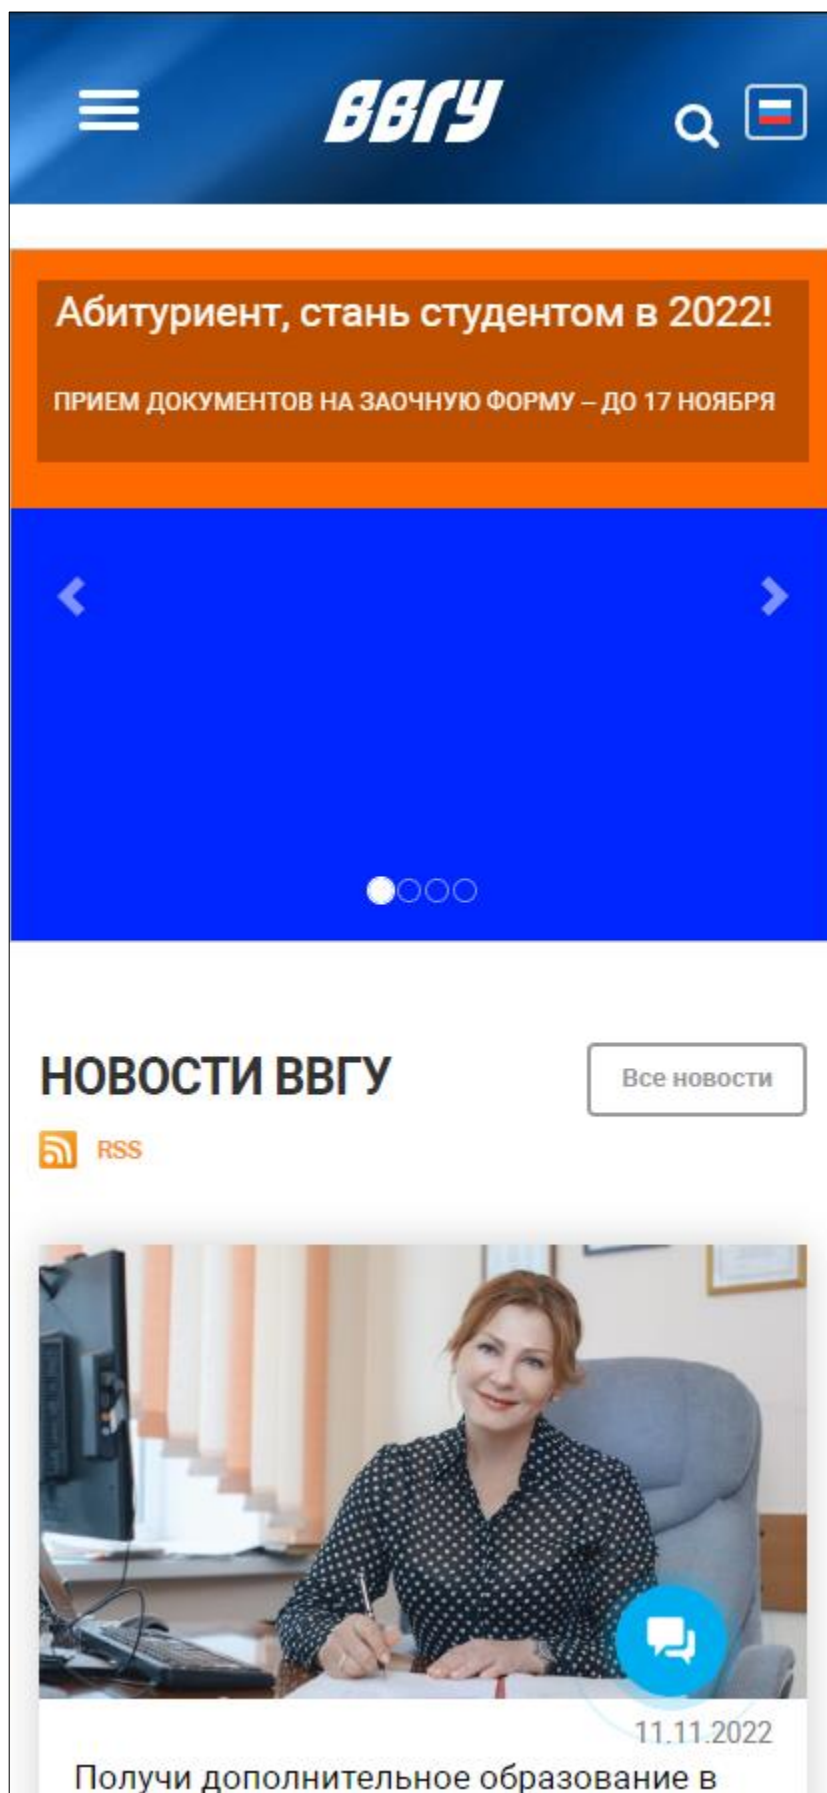 ВВГУ
Абитуриент, стань студентом в 2022!
ПРИЕМ ДОКУМЕНТОВ НА ЗАОЧНУЮ ФОРМУ – ДО 17 НОЯБРЯ
НОВОСТИ ВВГУ
Все новости
RSS
11.11.2022
Получи дополнительное образование в